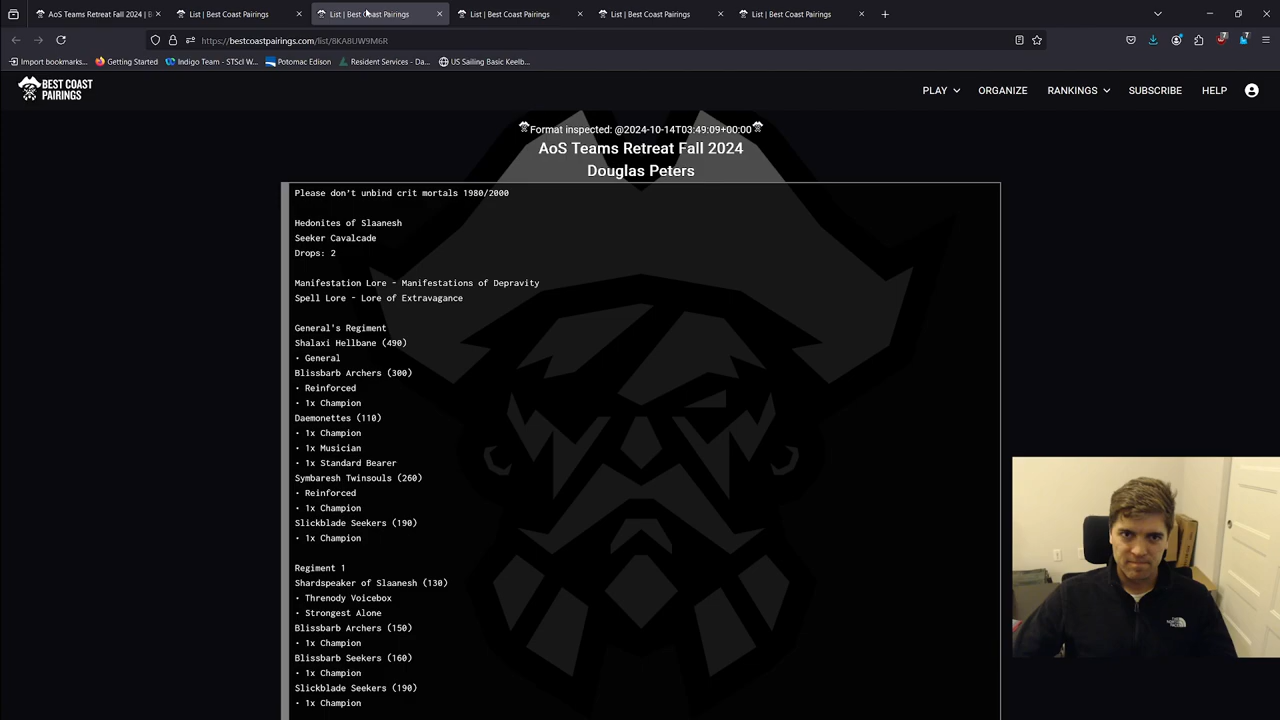 AoS Teams Retreat Fall 2024 | B
List | Best Coast Pairings
List | Best Coast Pairings
List | Best Coast Pairings
List | Best Coast Pairings
List | Best Coast Pairings
https://bestcoastpairings.com/list/8KA8UW9M6R
Import bookmarks...
Getting Started
Indigo Team - STScI W...
Potomac Edison
Resident Services - Da...
US Sailing Basic Keelb...
BEST COAST
PAIRINGS
PLAY
ORGANIZE
RANKINGS
SUBSCRIBE
HELP
Format inspected: @2024-10-14T03:49:09+00:00
AoS Teams Retreat Fall 2024
Douglas Peters
Please don't unbind crit mortals 1980/2000
Hedonites of Slaanesh
Seeker Cavalcade
Drops: 2
Manifestation Lore - Manifestations of Depravity
Spell Lore - Lore of Extravagance
General's Regiment
Shalaxi Hellbane (490)
• General
Blissbarb Archers (300)
• Reinforced
• 1x Champion
Daemonettes (110)
• 1x Champion
• 1x Musician
• 1x Standard Bearer
Symbaresh Twinsouls (260)
• Reinforced
• 1x Champion
Slickblade Seekers (190)
• 1x Champion
Regiment 1
Shardspeaker of Slaanesh (130)
• Threnody Voicebox
• Strongest Alone
Blissbarb Archers (150)
• 1x Champion
Blissbarb Seekers (160)
• 1x Champion
Slickblade Seekers (190)
• 1x Champion